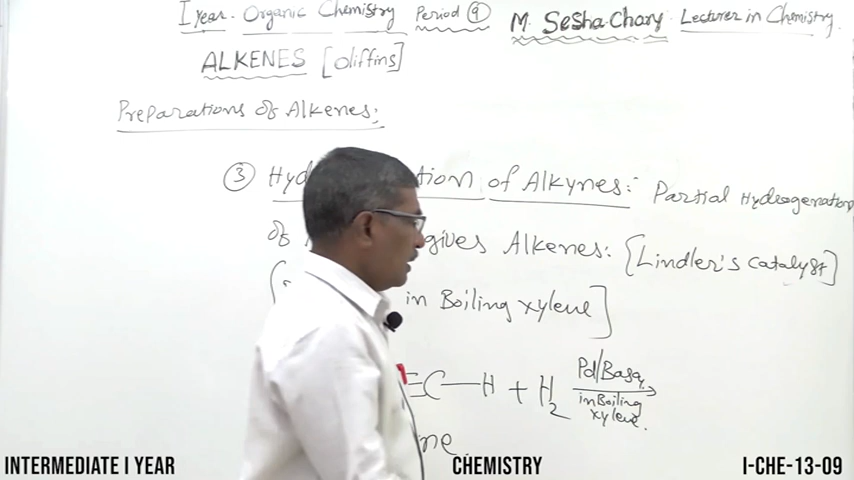 I year. Organic Chemistry Period 9 M. Sesha Chary Lecturer in Chemistry.
ALKENES [oliffins]
Preparations of Alkenes:
③ Hyd tion of Alkynes: Partial Hydrogenation
of gives Alkenes: [Lindler's catalyst]
in Boiling xylene]
≡C—H + H2 Pd/BaSO4
in Boiling
xylene.
ne
INTERMEDIATE I YEAR CHEMISTRY I-CHE-13-09